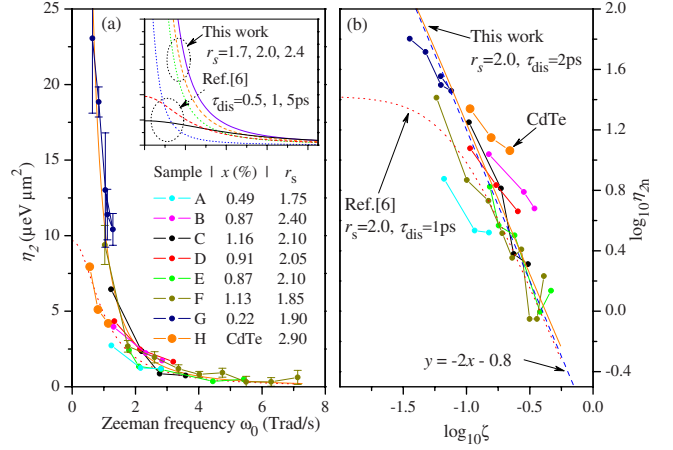 (a)
This work
r_s=1.7, 2.0, 2.4
Ref.[6]
τ_dis=0.5, 1, 5ps
Sample | x (%) | r_s
A 0.49 1.75
B 0.87 2.40
C 1.16 2.10
D 0.91 2.05
E 0.87 2.10
F 1.13 1.85
G 0.22 1.90
H CdTe 2.90
η_2 (μeV μm²)
25
20
15
10
5
0
0 2 4 6 8
Zeeman frequency ω_0 (Trad/s)
(b)
This work
r_s=2.0, τ_dis=2ps
CdTe
Ref.[6]
r_s=2.0, τ_dis=1ps
y = -2x - 0.8
2.0
1.6
1.2
0.8
0.4
0.0
-0.4
log_10 η_2n
-1.5 -1.0 -0.5 0.0
log_10 ζ